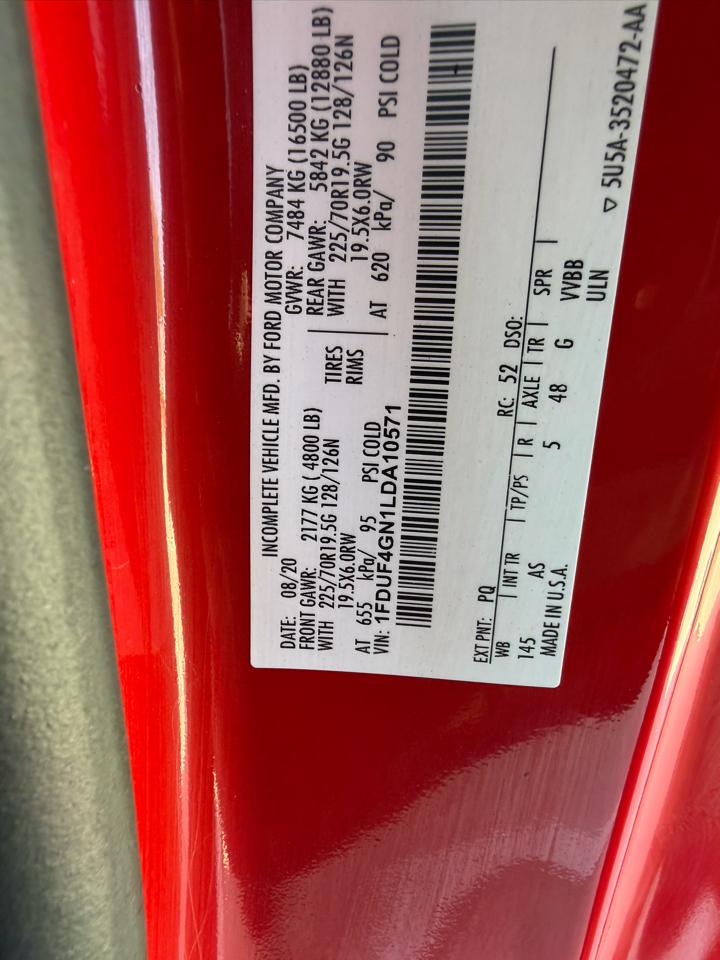 INCOMPLETE VEHICLE MFD. BY FORD MOTOR COMPANY
DATE: 08/20 GVWR: 7484 KG (16500 LB)
FRONT GAWR: 2177 KG ( 4800 LB) REAR GAWR: 5842 KG (12880 LB)
WITH 225/70R19.5G 128/126N TIRES WITH 225/70R19.5G 128/126N
19.5X6.0RW RIMS 19.5X6.0RW
AT 655 kPa/ 95 PSI COLD AT 620 kPa/ 90 PSI COLD
VIN: 1FDUF4GN1LDA10571
EXT PNT: PQ RC: 52 DSO:
WB INT TR TP/PS R AXLE TR SPR
145 AS 5 48 G VVBB
MADE IN U.S.A. ULN
▽ 5U5A-3520472-AA